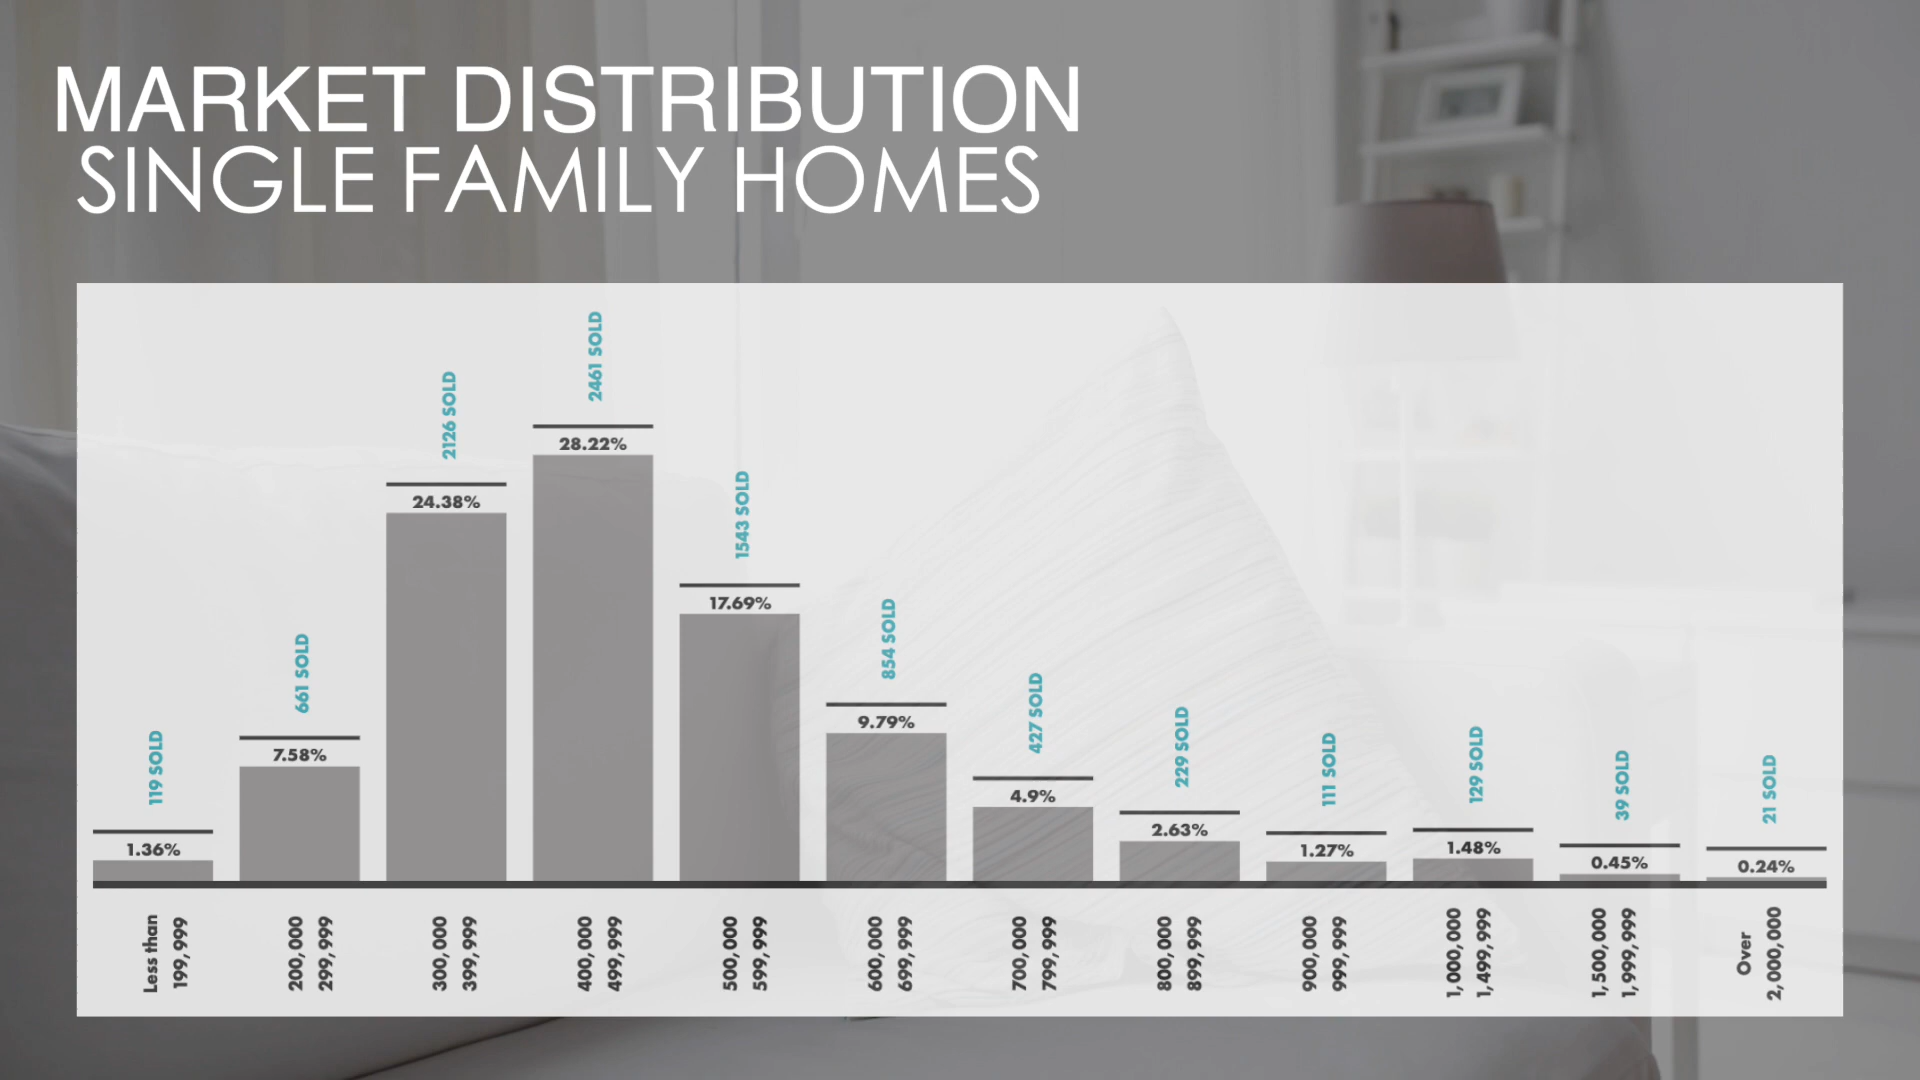 MARKET DISTRIBUTION
SINGLE FAMILY HOMES
119 SOLD
1.36%
Less than
199,999
661 SOLD
7.58%
200,000
299,999
2126 SOLD
24.38%
300,000
399,999
2461 SOLD
28.22%
400,000
499,999
1543 SOLD
17.69%
500,000
599,999
854 SOLD
9.79%
600,000
699,999
427 SOLD
4.9%
700,000
799,999
229 SOLD
2.63%
800,000
899,999
111 SOLD
1.27%
900,000
999,999
129 SOLD
1.48%
1,000,000
1,499,999
39 SOLD
0.45%
1,500,000
1,999,999
21 SOLD
0.24%
Over
2,000,000